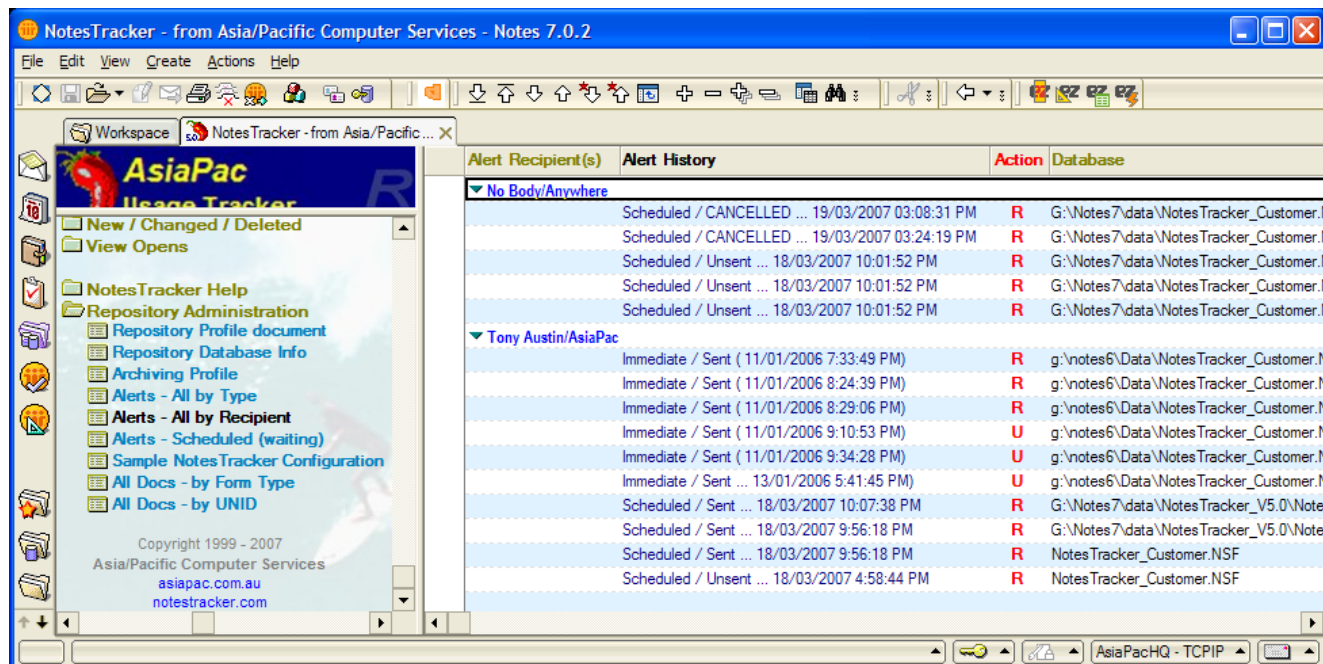 NotesTracker - from Asia/Pacific Computer Services - Notes 7.0.2
File Edit View Create Actions Help
Workspace NotesTracker - from Asia/Pacific ...
AsiaPac
Usage Tracker
R
New / Changed / Deleted
View Opens
NotesTracker Help
Repository Administration
Repository Profile document
Repository Database Info
Archiving Profile
Alerts - All by Type
Alerts - All by Recipient
Alerts - Scheduled (waiting)
Sample NotesTracker Configuration
All Docs - by Form Type
All Docs - by UNID
Copyright 1999 - 2007
Asia/Pacific Computer Services
asiapac.com.au
notestracker.com
Alert Recipient(s) Alert History Action Database
No Body/Anywhere
Scheduled / CANCELLED ... 19/03/2007 03:08:31 PM R G:\Notes7\data\NotesTracker_Customer.
Scheduled / CANCELLED ... 19/03/2007 03:24:19 PM R G:\Notes7\data\NotesTracker_Customer.
Scheduled / Unsent ... 18/03/2007 10:01:52 PM R G:\Notes7\data\NotesTracker_Customer.
Scheduled / Unsent ... 18/03/2007 10:01:52 PM R G:\Notes7\data\NotesTracker_Customer.
Scheduled / Unsent ... 18/03/2007 10:01:52 PM R G:\Notes7\data\NotesTracker_Customer.
Tony Austin/AsiaPac
Immediate / Sent ( 11/01/2006 7:33:49 PM) R g:\notes6\Data\NotesTracker_Customer.N
Immediate / Sent ( 11/01/2006 8:24:39 PM) R g:\notes6\Data\NotesTracker_Customer.N
Immediate / Sent ( 11/01/2006 8:29:06 PM) R g:\notes6\Data\NotesTracker_Customer.N
Immediate / Sent ( 11/01/2006 9:10:53 PM) U g:\notes6\Data\NotesTracker_Customer.N
Immediate / Sent ( 11/01/2006 9:34:28 PM) U g:\notes6\Data\NotesTracker_Customer.N
Immediate / Sent ... 13/01/2006 5:41:45 PM) U g:\notes6\Data\NotesTracker_Customer.N
Scheduled / Sent ... 18/03/2007 10:07:38 PM R G:\Notes7\data\NotesTracker_V5.0\Note
Scheduled / Sent ... 18/03/2007 9:56:18 PM R G:\Notes7\data\NotesTracker_V5.0\Note
Scheduled / Sent ... 18/03/2007 9:56:18 PM R NotesTracker_Customer.NSF
Scheduled / Unsent ... 18/03/2007 4:58:44 PM R NotesTracker_Customer.NSF
AsiaPacHQ - TCPIP